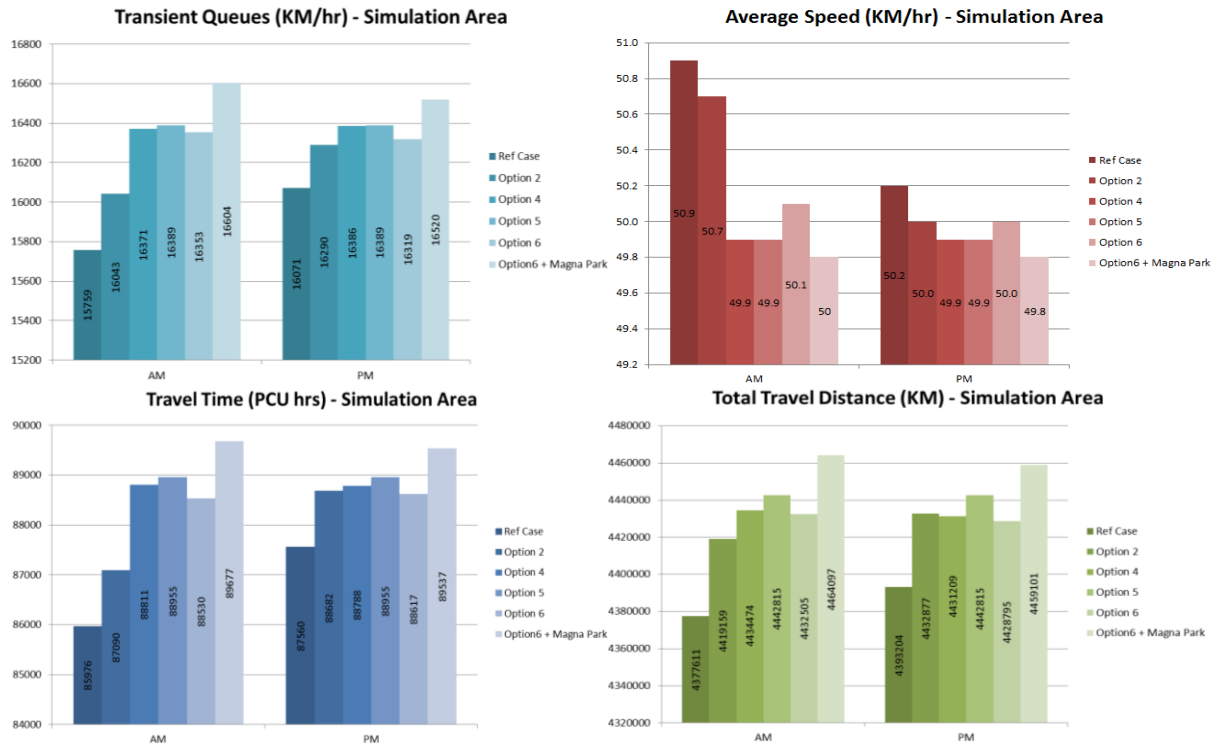 Transient Queues (KM/hr) - Simulation Area
16800
16600
16400
16200
16000
15800
15600
15400
15200
15759
16043
16371
16389
16353
16604
16071
16290
16386
16389
16319
16520
AM
PM
Ref Case
Option 2
Option 4
Option 5
Option 6
Option6 + Magna Park
Average Speed (KM/hr) - Simulation Area
51.0
50.8
50.6
50.4
50.2
50.0
49.8
49.6
49.4
49.2
50.9
50.7
49.9
49.9
50.1
50
50.2
50.0
49.9
49.9
50.0
49.8
AM
PM
Ref Case
Option 2
Option 4
Option 5
Option 6
Option6 + Magna Park
Travel Time (PCU hrs) - Simulation Area
90000
89000
88000
87000
86000
85000
84000
85976
87090
88811
88955
88530
89677
87560
88682
88788
88955
88617
89537
AM
PM
Ref Case
Option 2
Option 4
Option 5
Option 6
Option6 + Magna Park
Total Travel Distance (KM) - Simulation Area
4480000
4460000
4440000
4420000
4400000
4380000
4360000
4340000
4320000
4377611
4419159
4434474
4442815
4432505
4464097
4393204
4432877
4431209
4442815
4428795
4459101
AM
PM
Ref Case
Option 2
Option 4
Option 5
Option 6
Option6 + Magna Park